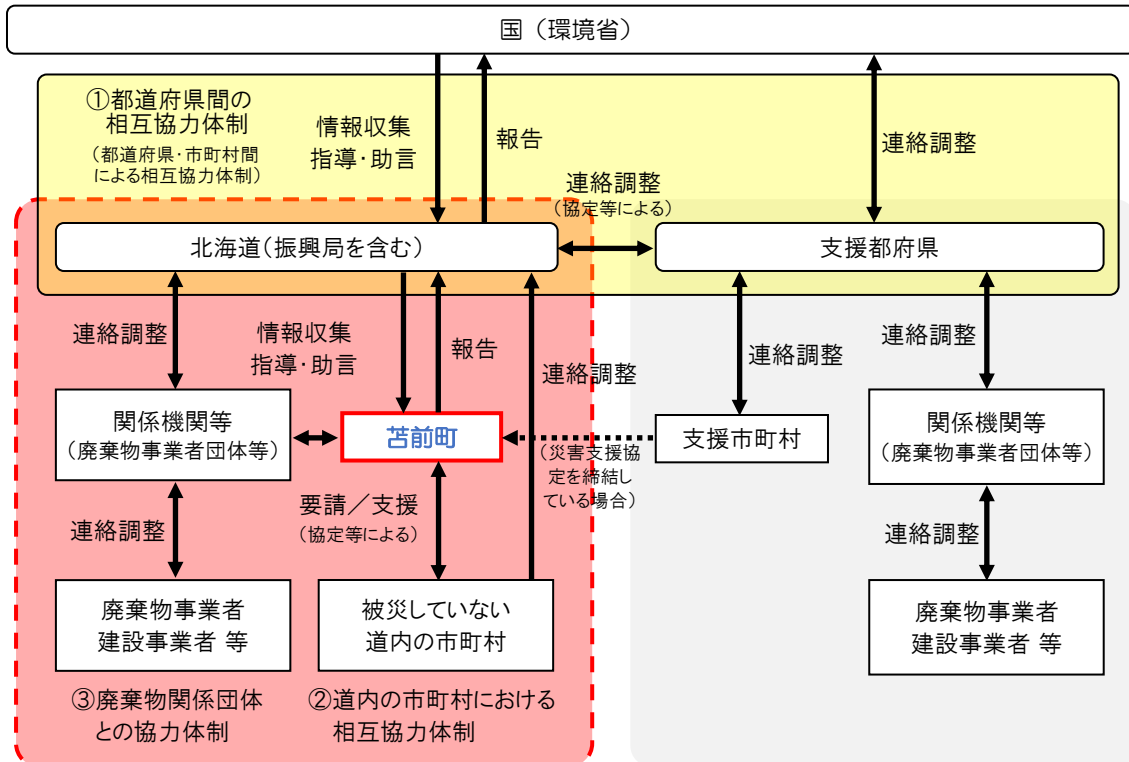 国（環境省）
①都道府県間の
相互協力体制
（都道府県・市町村間
による相互協力体制）
情報収集
指導・助言
報告
連絡調整
連絡調整
（協定等による）
北海道（振興局を含む）
支援都府県
連絡調整
情報収集
指導・助言
報告
連絡調整
連絡調整
連絡調整
関係機関等
（廃棄物事業者団体等）
苫前町
支援市町村
関係機関等
（廃棄物事業者団体等）
（災害支援協
定を締結し
ている場合）
連絡調整
要請／支援
（協定等による）
連絡調整
廃棄物事業者
建設事業者 等
被災していない
道内の市町村
廃棄物事業者
建設事業者 等
③廃棄物関係団体
との協力体制
②道内の市町村における
相互協力体制